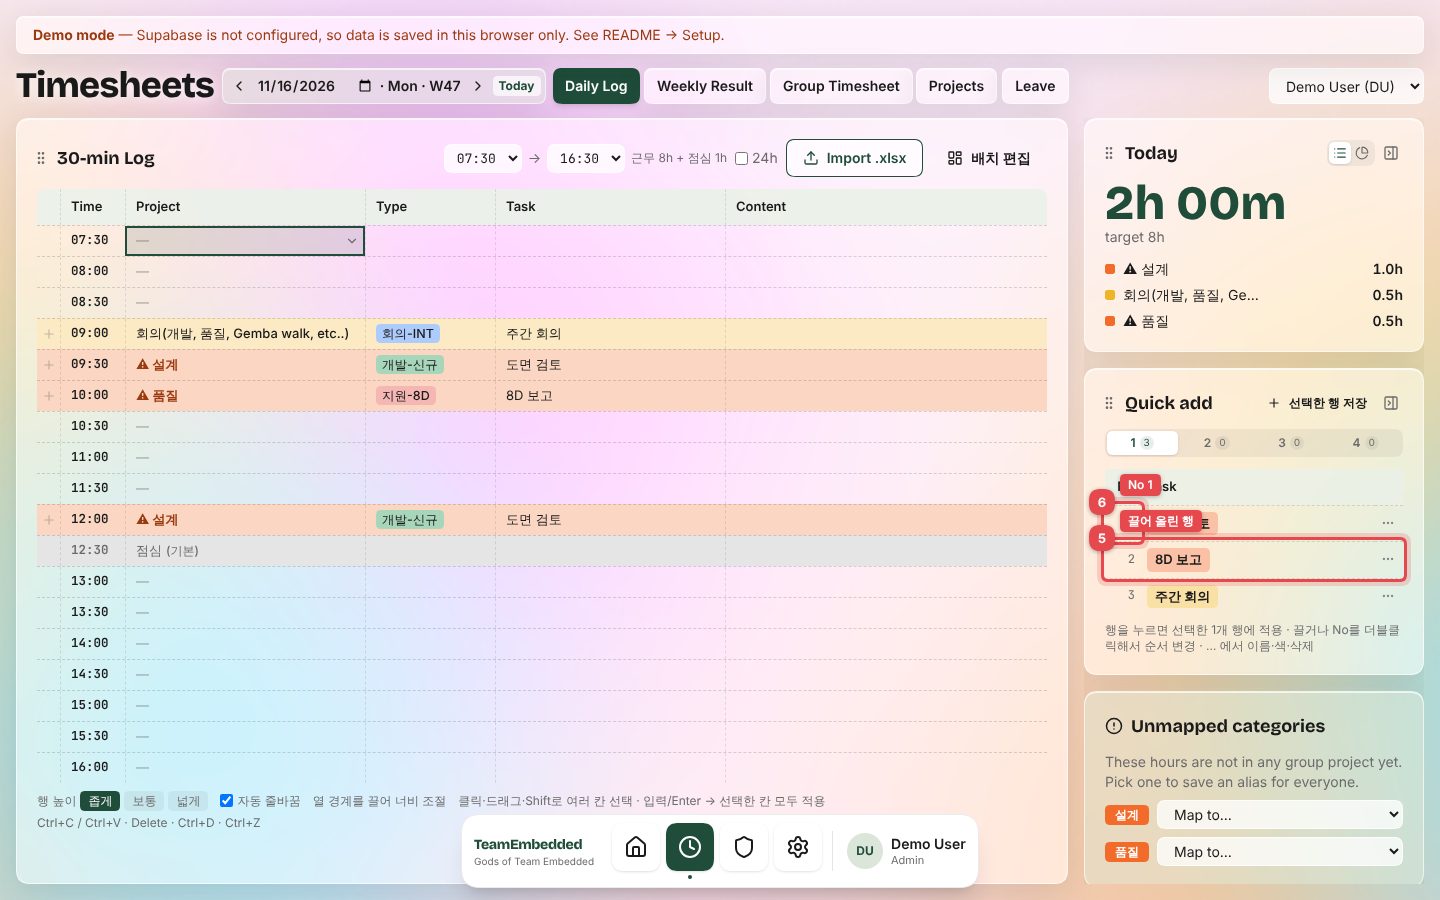 Demo mode — Supabase is not configured, so data is saved in this browser only. See README → Setup.
Timesheets
11/16/2026 · Mon · W47 Today
Daily Log
Weekly Result
Group Timesheet
Projects
Leave
Demo User (DU)
30-min Log
07:30 → 16:30 근무 8h + 점심 1h 24h
Import .xlsx
배치 편집
Time Project Type Task Content
07:30 —
08:00 —
08:30 —
+ 09:00 회의(개발, 품질, Gemba walk, etc..) 회의-INT 주간 회의
+ 09:30 설계 개발-신규 도면 검토
+ 10:00 품질 지원-8D 8D 보고
10:30 —
11:00 —
11:30 —
+ 12:00 설계 개발-신규 도면 검토
12:30 점심 (기본)
13:00 —
13:30 —
14:00 —
14:30 —
15:00 —
15:30 —
16:00 —
행 높이 좁게 보통 넓게 자동 줄바꿈 열 경계를 끌어 너비 조절 클릭·드래그·Shift로 여러 칸 선택 · 입력/Enter → 선택한 칸 모두 적용
Ctrl+C / Ctrl+V · Delete · Ctrl+D · Ctrl+Z
Today
2h 00m
target 8h
설계 1.0h
회의(개발, 품질, Ge... 0.5h
품질 0.5h
Quick add
+ 선택한 행 저장
1 3 2 0 3 0 4 0
No 1
sk
6
끌어 올린 행
토 ...
5
2 8D 보고 ...
3 주간 회의 ...
행을 누르면 선택한 1개 행에 적용 · 끌거나 No를 더블클
릭해서 순서 변경 · ... 에서 이름·색·삭제
Unmapped categories
These hours are not in any group project yet.
Pick one to save an alias for everyone.
설계 Map to...
품질 Map to...
TeamEmbedded
Gods of Team Embedded
DU
Demo User
Admin